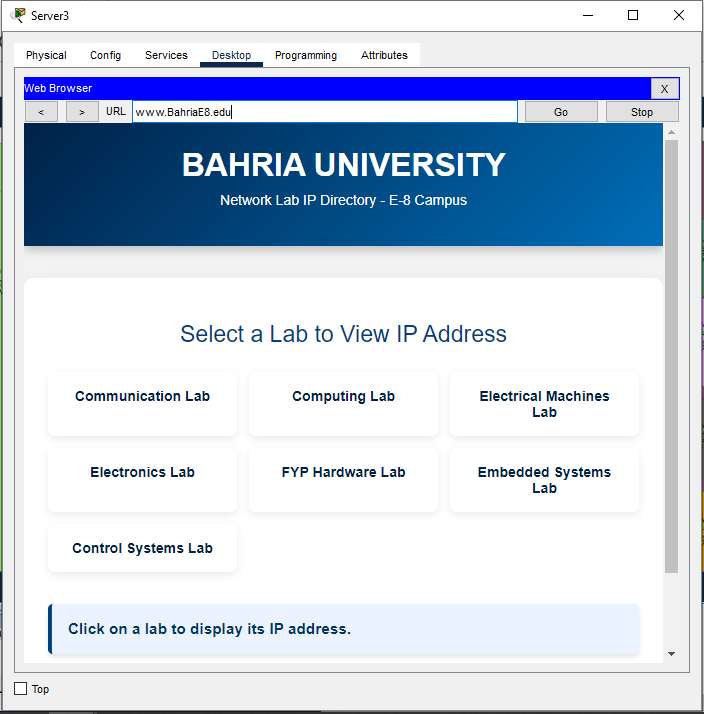 Server3
Physical Config Services Desktop Programming Attributes
Web Browser X
< > URL www.BahriaE8.edu Go Stop
BAHRIA UNIVERSITY
Network Lab IP Directory - E-8 Campus
Select a Lab to View IP Address
Communication Lab
Computing Lab
Electrical Machines
Lab
Electronics Lab
FYP Hardware Lab
Embedded Systems
Lab
Control Systems Lab
Click on a lab to display its IP address.
Top